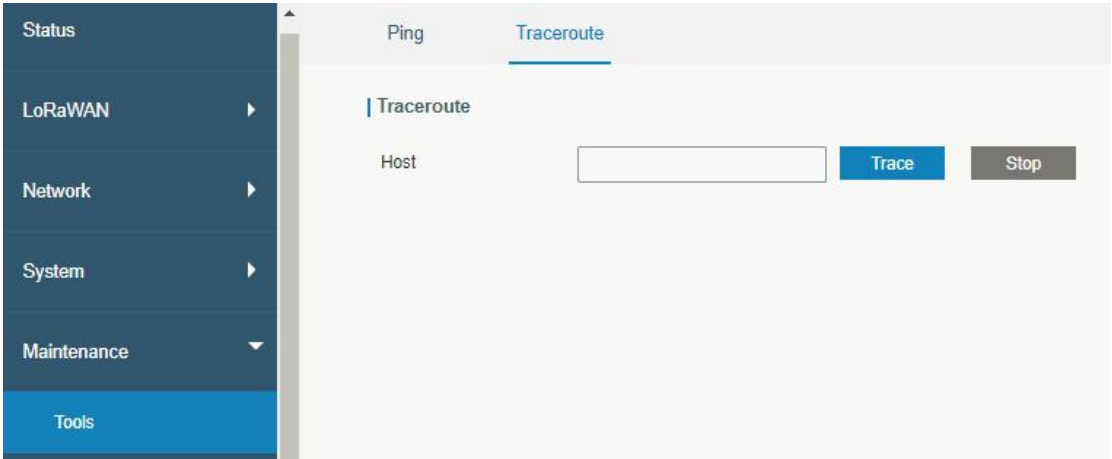 Status
LoRaWAN
Network
System
Maintenance
Tools
Ping Traceroute
Traceroute
Host Trace Stop